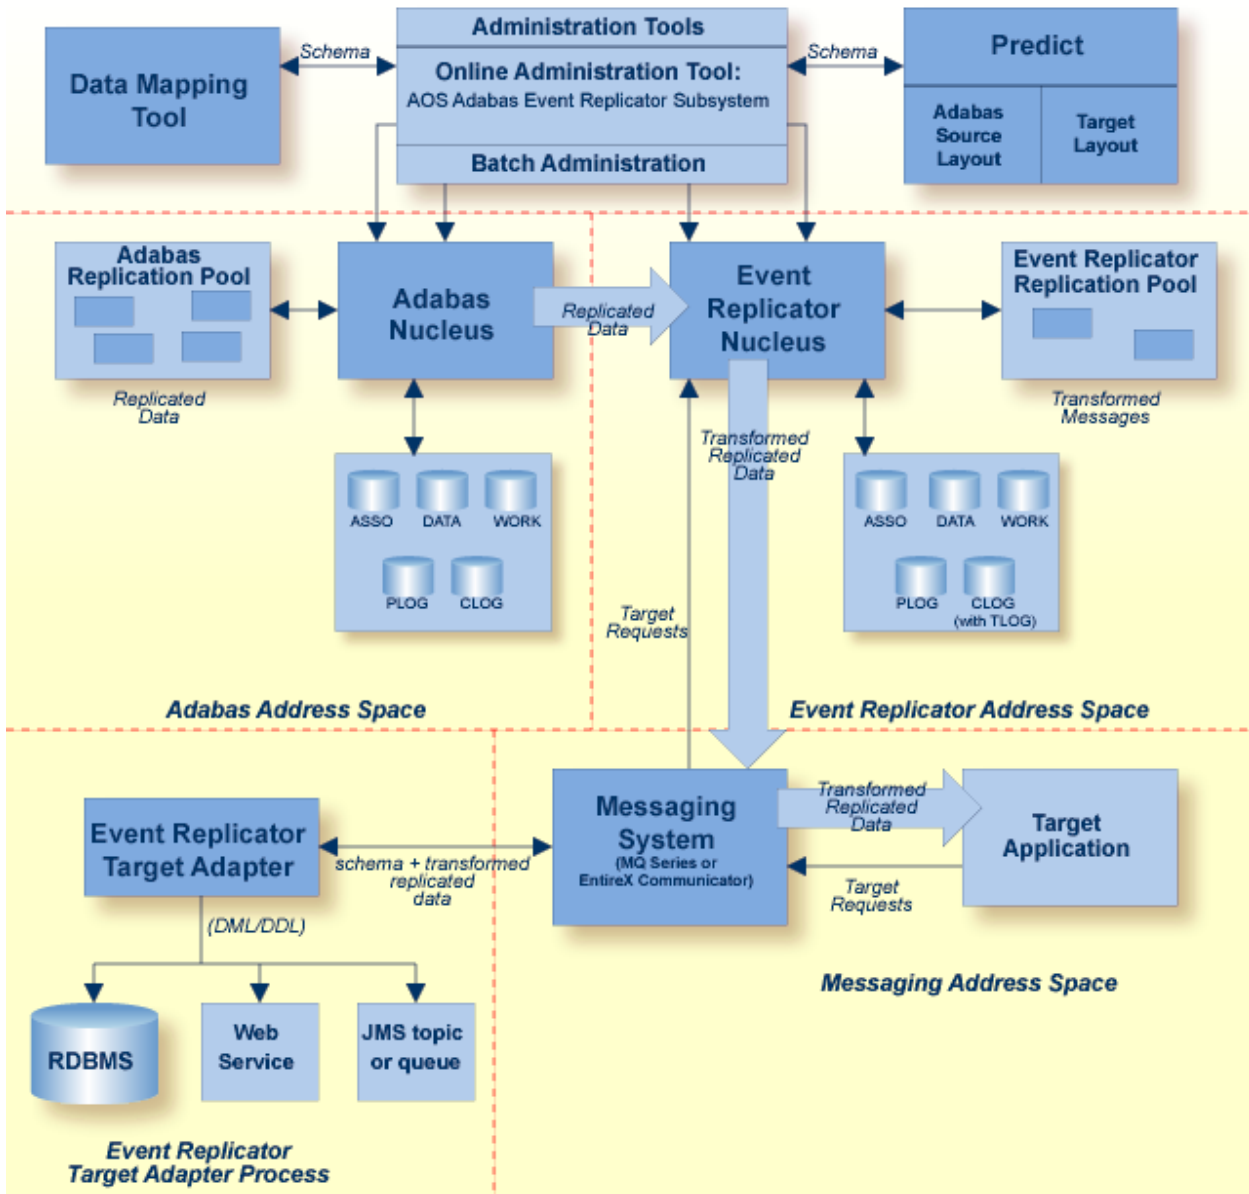 Administration Tools
Schema
Schema
Data Mapping
Tool
Online Administration Tool:
AOS Adabas Event Replicator Subsystem
Batch Administration
Predict
Adabas
Source
Layout
Target
Layout
Adabas
Replication Pool
Replicated
Data
Adabas
Nucleus
Replicated
Data
Event
Replicator
Nucleus
Event Replicator
Replication Pool
Transformed
Messages
Transformed
Replicated
Data
ASSO
DATA
WORK
PLOG
CLOG
ASSO
DATA
WORK
PLOG
CLOG
(with TLOG)
Target
Requests
Adabas Address Space
Event Replicator Address Space
Event Replicator
Target Adapter
schema + transformed
replicated
data
Messaging
System
(MQ Series or
EntireX Communicator)
Transformed
Replicated
Data
Target
Application
Target
Requests
(DML/DDL)
Messaging Address Space
RDBMS
Web
Service
JMS topic
or queue
Event Replicator
Target Adapter Process